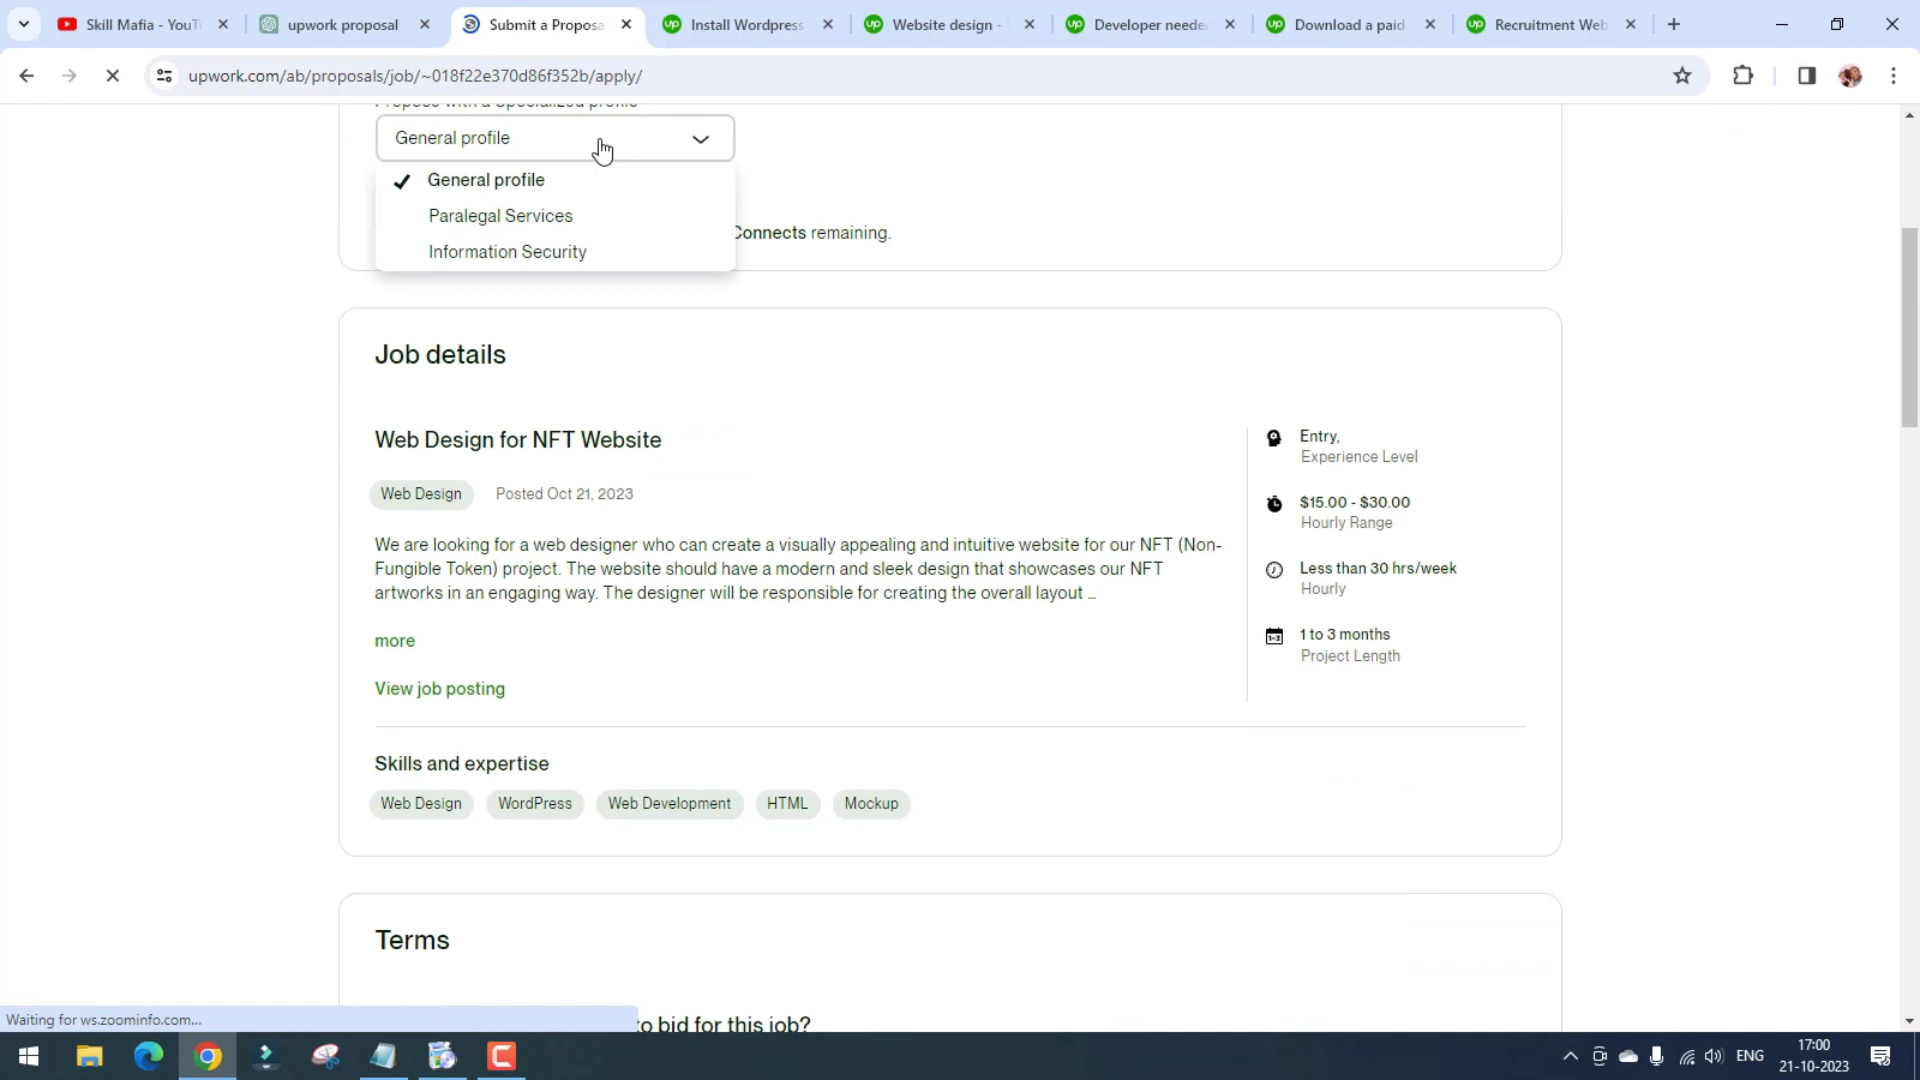 Skill Mafia - YouT
upwork proposal
Submit a Proposa
Install Wordpress
Website design -
Developer neede
Download a paid
Recruitment Web
upwork.com/ab/proposals/job/~018f22e370d86f352b/apply/
Propose with a Specialized profile
General profile
General profile
Paralegal Services
Information Security
Connects remaining.
Job details
Web Design for NFT Website
Web Design Posted Oct 21, 2023
We are looking for a web designer who can create a visually appealing and intuitive website for our NFT (Non-
Fungible Token) project. The website should have a modern and sleek design that showcases our NFT
artworks in an engaging way. The designer will be responsible for creating the overall layout ...
more
View job posting
Entry,
Experience Level
$15.00 - $30.00
Hourly Range
Less than 30 hrs/week
Hourly
1 to 3 months
Project Length
Skills and expertise
Web Design WordPress Web Development HTML Mockup
Terms
to bid for this job?
Waiting for ws.zoominfo.com...
ENG
17:00
21-10-2023